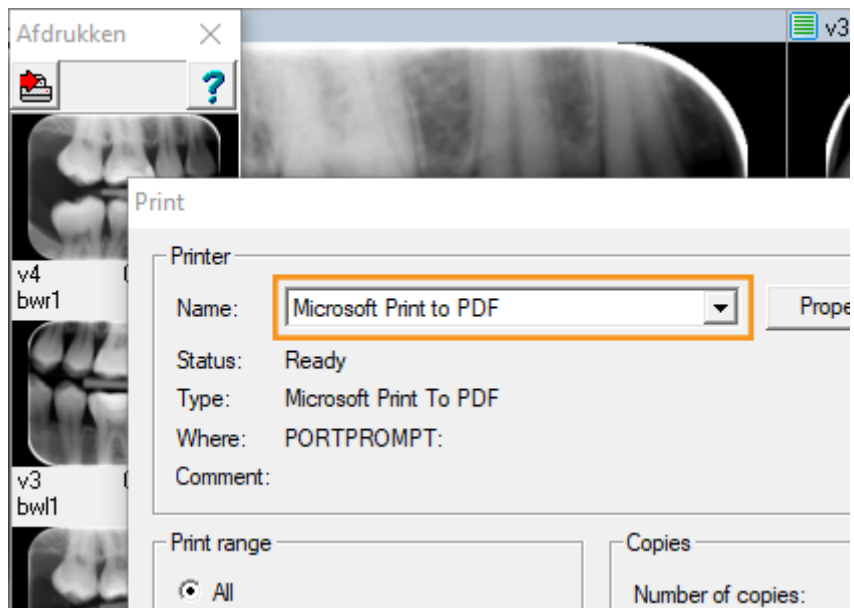 Afdrukken
v3
v4
bwr1
v3
bwl1
Print
Printer
Name: Microsoft Print to PDF
Prope
Status: Ready
Type: Microsoft Print To PDF
Where: PORTPROMPT:
Comment:
Print range
All
Copies
Number of copies: